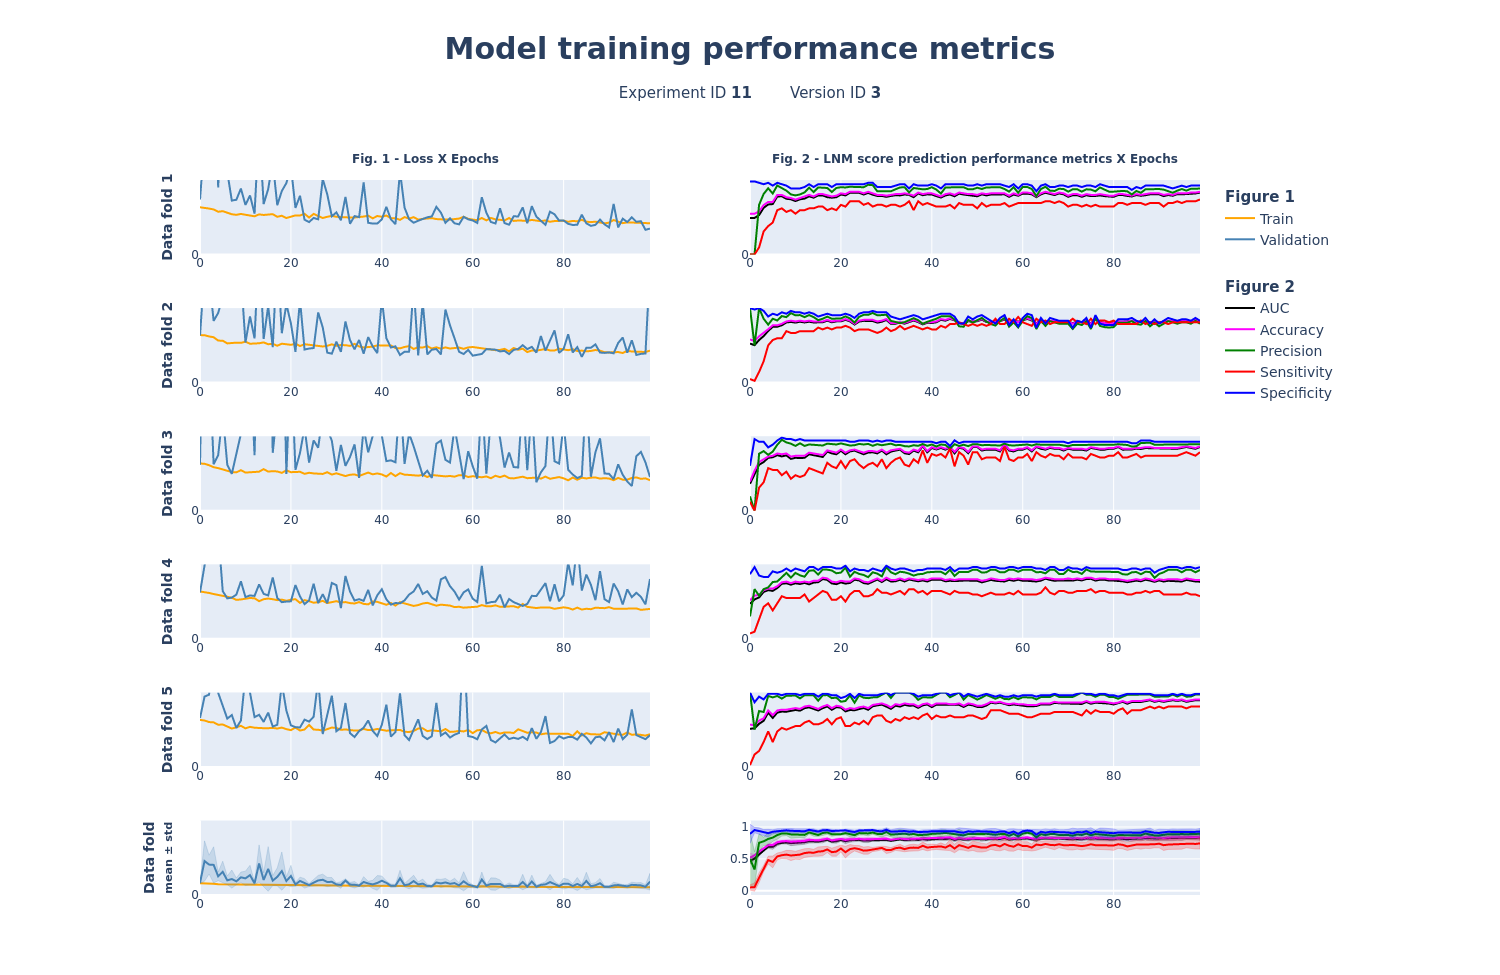 Model training performance metrics
Experiment ID 11 Version ID 3
Fig. 1 - Loss X Epochs
Fig. 2 - LNM score prediction performance metrics X Epochs
Data fold 1
0
0 20 40 60 80
0
0 20 40 60 80
Figure 1
Train
Validation
Figure 2
AUC
Accuracy
Precision
Sensitivity
Specificity
Data fold 2
0
0 20 40 60 80
0
0 20 40 60 80
Data fold 3
0
0 20 40 60 80
0
0 20 40 60 80
Data fold 4
0
0 20 40 60 80
0
0 20 40 60 80
Data fold 5
0
0 20 40 60 80
0
0 20 40 60 80
Data fold
mean ± std
0
0 20 40 60 80
1
0.5
0
0 20 40 60 80